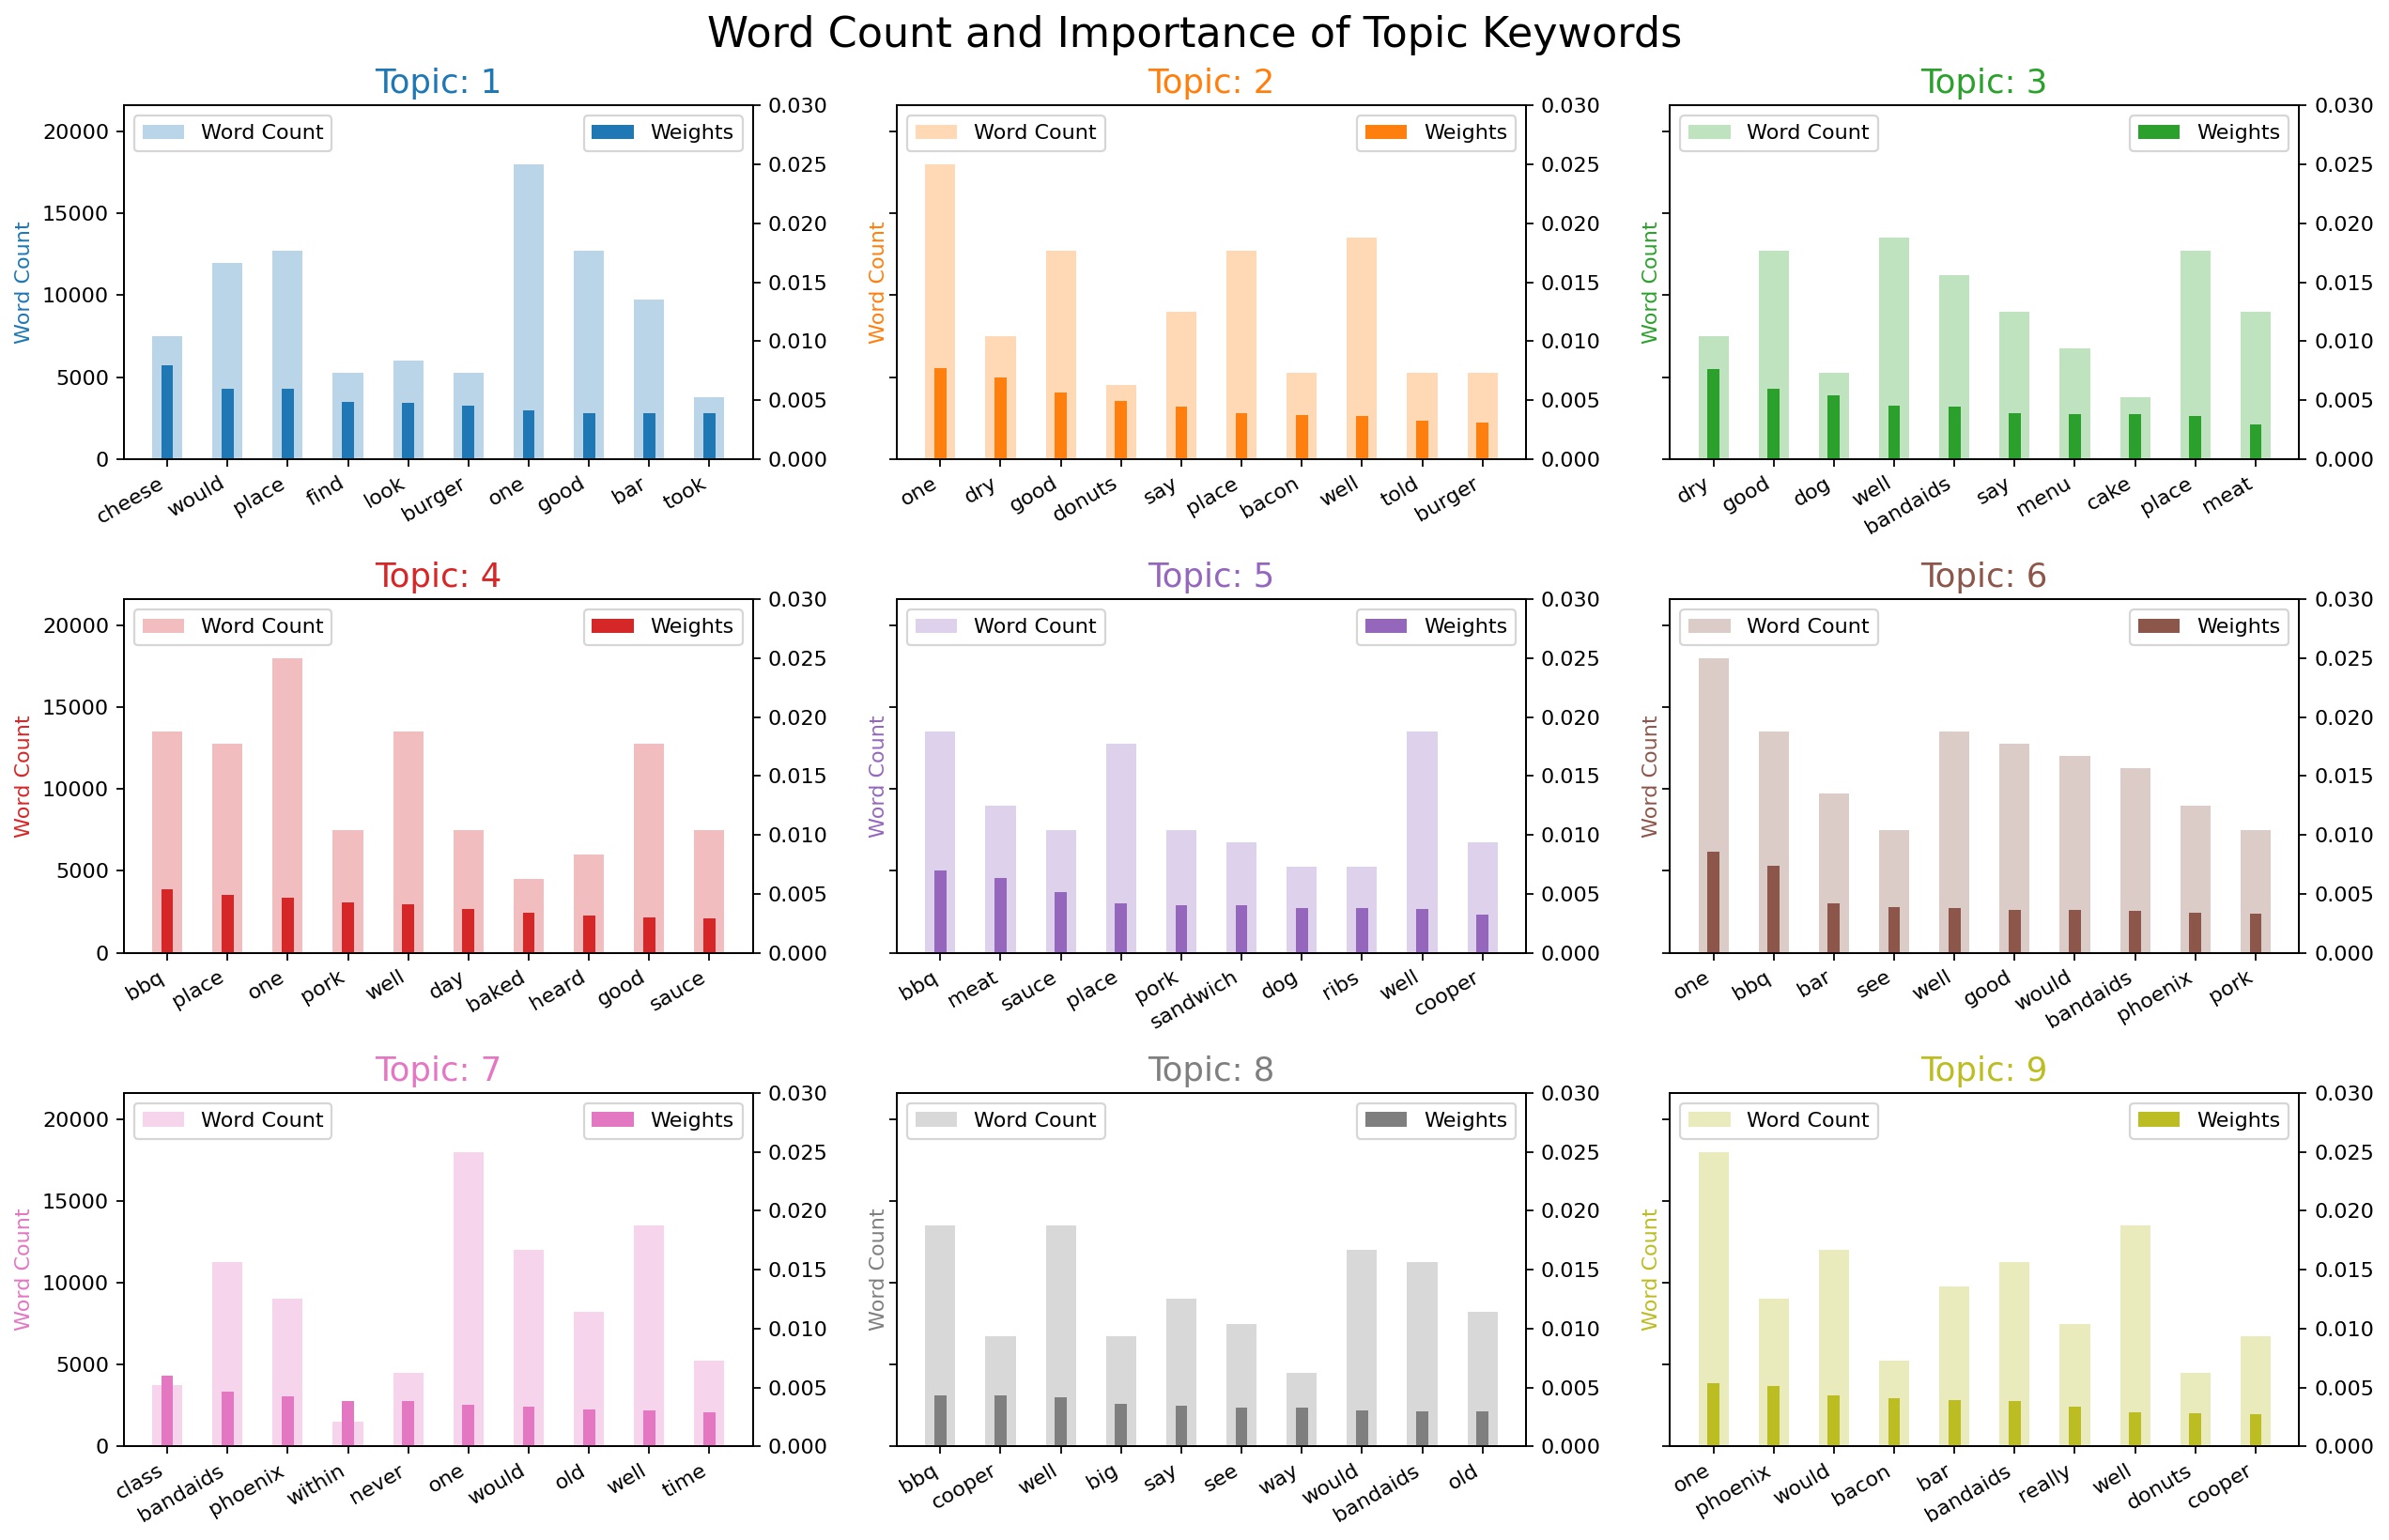 Word Count and Importance of Topic Keywords
Topic: 1
Word Count
Weights
Word Count
20000
15000
10000
5000
0
0.030
0.025
0.020
0.015
0.010
0.005
0.000
cheese would place find look burger one good bar took
Topic: 2
Word Count
Weights
Word Count
0.030
0.025
0.020
0.015
0.010
0.005
0.000
one dry good donuts say place bacon well told burger
Topic: 3
Word Count
Weights
Word Count
0.030
0.025
0.020
0.015
0.010
0.005
0.000
dry good dog well bandaids say menu cake place meat
Topic: 4
Word Count
Weights
Word Count
20000
15000
10000
5000
0
0.030
0.025
0.020
0.015
0.010
0.005
0.000
bbq place one pork well day baked heard good sauce
Topic: 5
Word Count
Weights
Word Count
0.030
0.025
0.020
0.015
0.010
0.005
0.000
bbq meat sauce place pork sandwich dog ribs well cooper
Topic: 6
Word Count
Weights
Word Count
0.030
0.025
0.020
0.015
0.010
0.005
0.000
one bbq bar see well good would bandaids phoenix pork
Topic: 7
Word Count
Weights
Word Count
20000
15000
10000
5000
0
0.030
0.025
0.020
0.015
0.010
0.005
0.000
class bandaids phoenix within never one would old well time
Topic: 8
Word Count
Weights
Word Count
0.030
0.025
0.020
0.015
0.010
0.005
0.000
bbq cooper well big say see way would bandaids old
Topic: 9
Word Count
Weights
Word Count
0.030
0.025
0.020
0.015
0.010
0.005
0.000
one phoenix would bacon bar bandaids really well donuts cooper